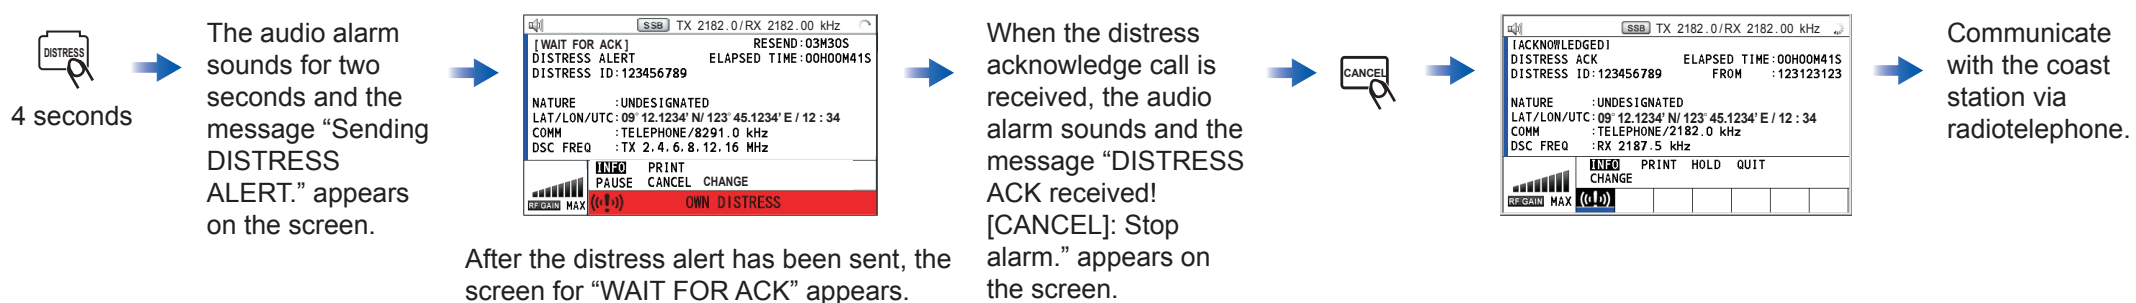 DISTRESS
4 seconds
The audio alarm
sounds for two
seconds and the
message “Sending
DISTRESS
ALERT.” appears
on the screen.
SSB TX 2182.0/RX 2182.00 kHz
[WAIT FOR ACK] RESEND:03M30S
DISTRESS ALERT ELAPSED TIME:00H00M41S
DISTRESS ID:123456789
NATURE :UNDESIGNATED
LAT/LON/UTC:09° 12.1234’ N/ 123° 45.1234’ E / 12 : 34
COMM :TELEPHONE/8291.0 kHz
DSC FREQ :TX 2.4.6.8.12.16 MHz
INFO PRINT
PAUSE CANCEL CHANGE
RF GAIN MAX OWN DISTRESS
After the distress alert has been sent, the
screen for “WAIT FOR ACK” appears.
When the distress
acknowledge call is
received, the audio
alarm sounds and the
message “DISTRESS
ACK received!
[CANCEL]: Stop
alarm.” appears on
the screen.
CANCEL
SSB TX 2182.0/RX 2182.00 kHz
[ACKNOWLEDGED]
DISTRESS ACK ELAPSED TIME:00H00M41S
DISTRESS ID:123456789 FROM :123123123
NATURE :UNDESIGNATED
LAT/LON/UTC:09° 12.1234’ N/ 123° 45.1234’ E / 12 : 34
COMM :TELEPHONE/2182.0 kHz
DSC FREQ :RX 2187.5 kHz
INFO PRINT HOLD QUIT
CHANGE
RF GAIN MAX
Communicate
with the coast
station via
radiotelephone.